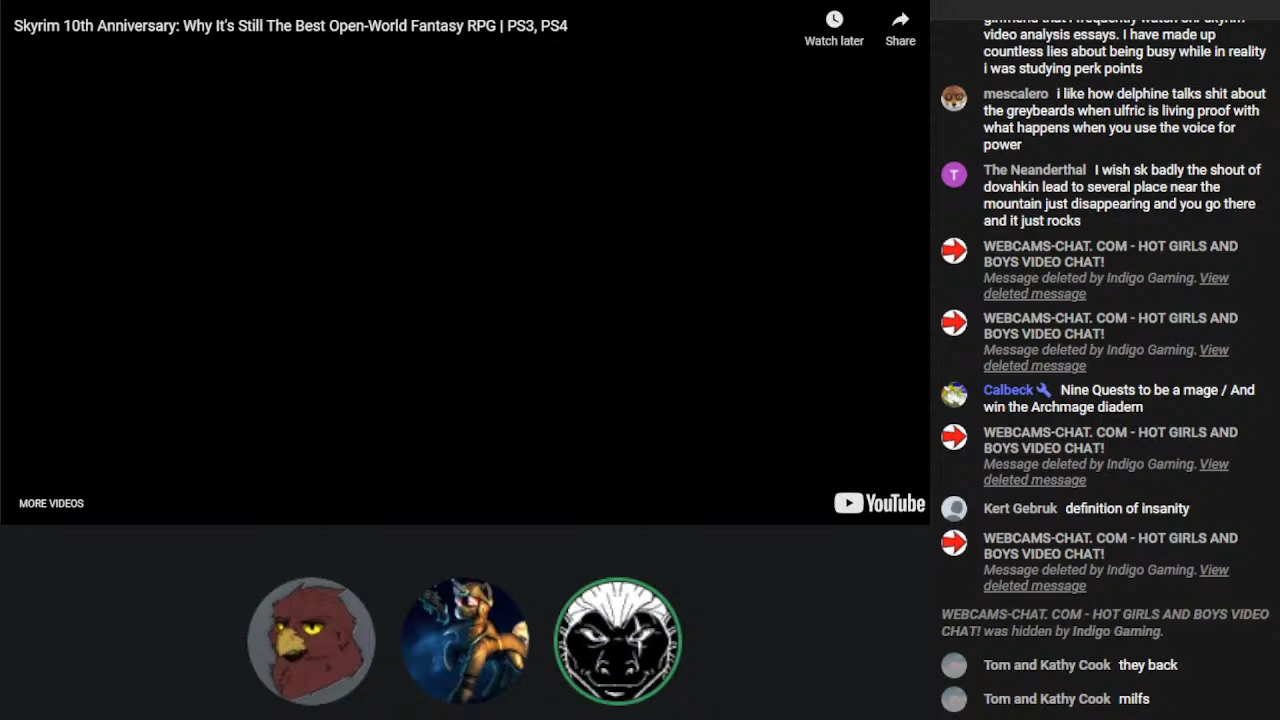 Skyrim 10th Anniversary: Why It's Still The Best Open-World Fantasy RPG | PS3, PS4
Watch later
Share
MORE VIDEOS
YouTube
video analysis essays. I have made up
countless lies about being busy while in reality
i was studying perk points
mescalero i like how delphine talks shit about
the greybeards when ulfric is living proof with
what happens when you use the voice for
power
T
The Neanderthal I wish sk badly the shout of
dovahkin lead to several place near the
mountain just disappearing and you go there
and it just rocks
WEBCAMS-CHAT. COM - HOT GIRLS AND
BOYS VIDEO CHAT!
Message deleted by Indigo Gaming. View
deleted message
WEBCAMS-CHAT. COM - HOT GIRLS AND
BOYS VIDEO CHAT!
Message deleted by Indigo Gaming. View
deleted message
Calbeck Nine Quests to be a mage / And
win the Archmage diadem
WEBCAMS-CHAT. COM - HOT GIRLS AND
BOYS VIDEO CHAT!
Message deleted by Indigo Gaming. View
deleted message
Kert Gebruk definition of insanity
WEBCAMS-CHAT. COM - HOT GIRLS AND
BOYS VIDEO CHAT!
Message deleted by Indigo Gaming. View
deleted message
WEBCAMS-CHAT. COM - HOT GIRLS AND BOYS VIDEO
CHAT! was hidden by Indigo Gaming.
Tom and Kathy Cook they back
Tom and Kathy Cook milfs